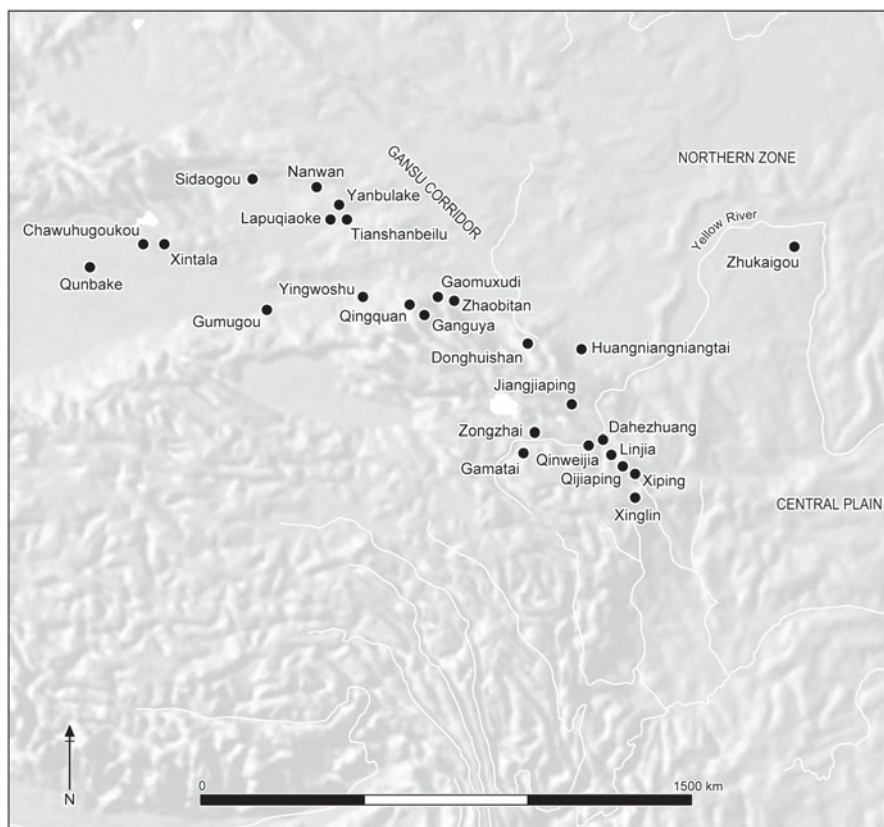 NORTHERN ZONE
GANSU CORRIDOR
Nanwan
Sidaogou
Yanbulake
Lapuqiaoke
Tianshanbeilu
Yellow River
Chawuhugoukou
Xintala
Zhukaigou
Qunbake
Yingwoshu
Gaomuxudi
Zhaobitan
Gumugou
Qingquan
Ganguya
Donghuishan
Huangniangniangtai
Jiangjiaping
Zongzhai
Dahezhuang
Gamatai
Qinweijia
Linjia
Qijiaping
Xiping
Xinglin
CENTRAL PLAIN
N
0
1500 km